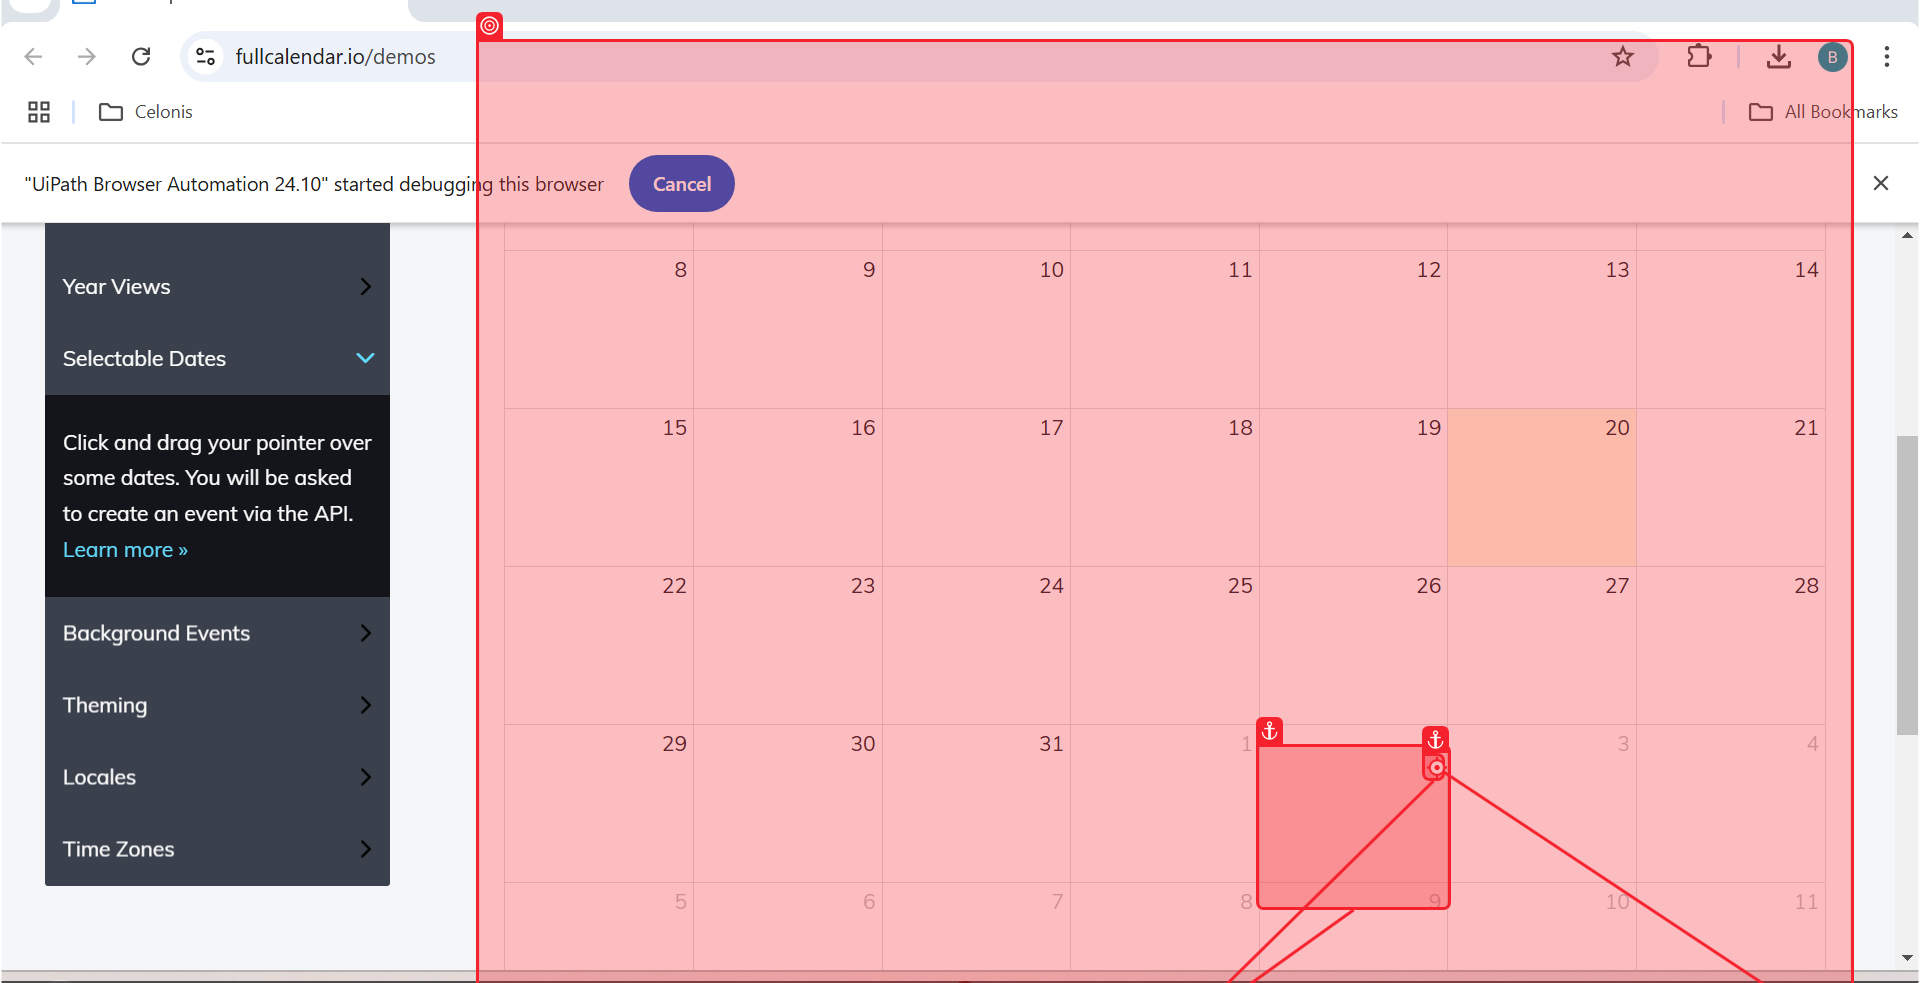 fullcalendar.io/demos
B
Celonis
All Bookmarks
"UiPath Browser Automation 24.10" started debugging this browser
Cancel
Year Views
Selectable Dates
Click and drag your pointer over
some dates. You will be asked
to create an event via the API.
Learn more »
Background Events
Theming
Locales
Time Zones
8 9 10 11 12 13 14
15 16 17 18 19 20 21
22 23 24 25 26 27 28
29 30 31 1 3 4
5 6 7 8 9 10 11